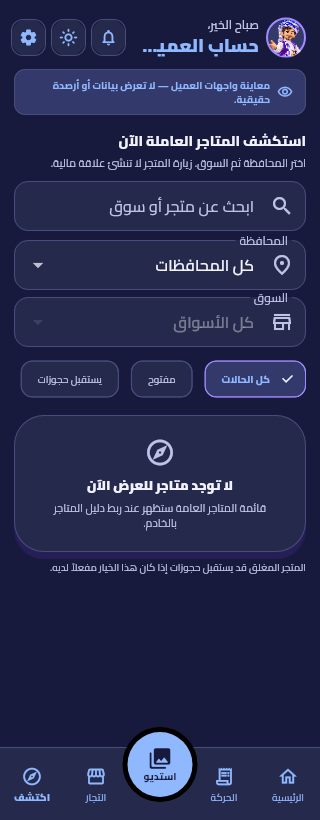 صباح الخير،
حساب العميـ...
معاينة واجهات العميل — لا تعرض بيانات أو أرصدة
حقيقية.
استكشف المتاجر العاملة الآن
اختر المحافظة ثم السوق. زيارة المتجر لا تنشئ علاقة مالية.
ابحث عن متجر أو سوق
المحافظة
كل المحافظات
السوق
كل الأسواق
كل الحالات
مفتوح
يستقبل حجوزات
لا توجد متاجر للعرض الآن
قائمة المتاجر العامة ستظهر عند ربط دليل المتاجر
بالخادم.
المتجر المغلق قد يستقبل حجوزات إذا كان هذا الخيار مفعلاً لديه.
الرئيسية
الحركة
استديو
التجار
اكتشف